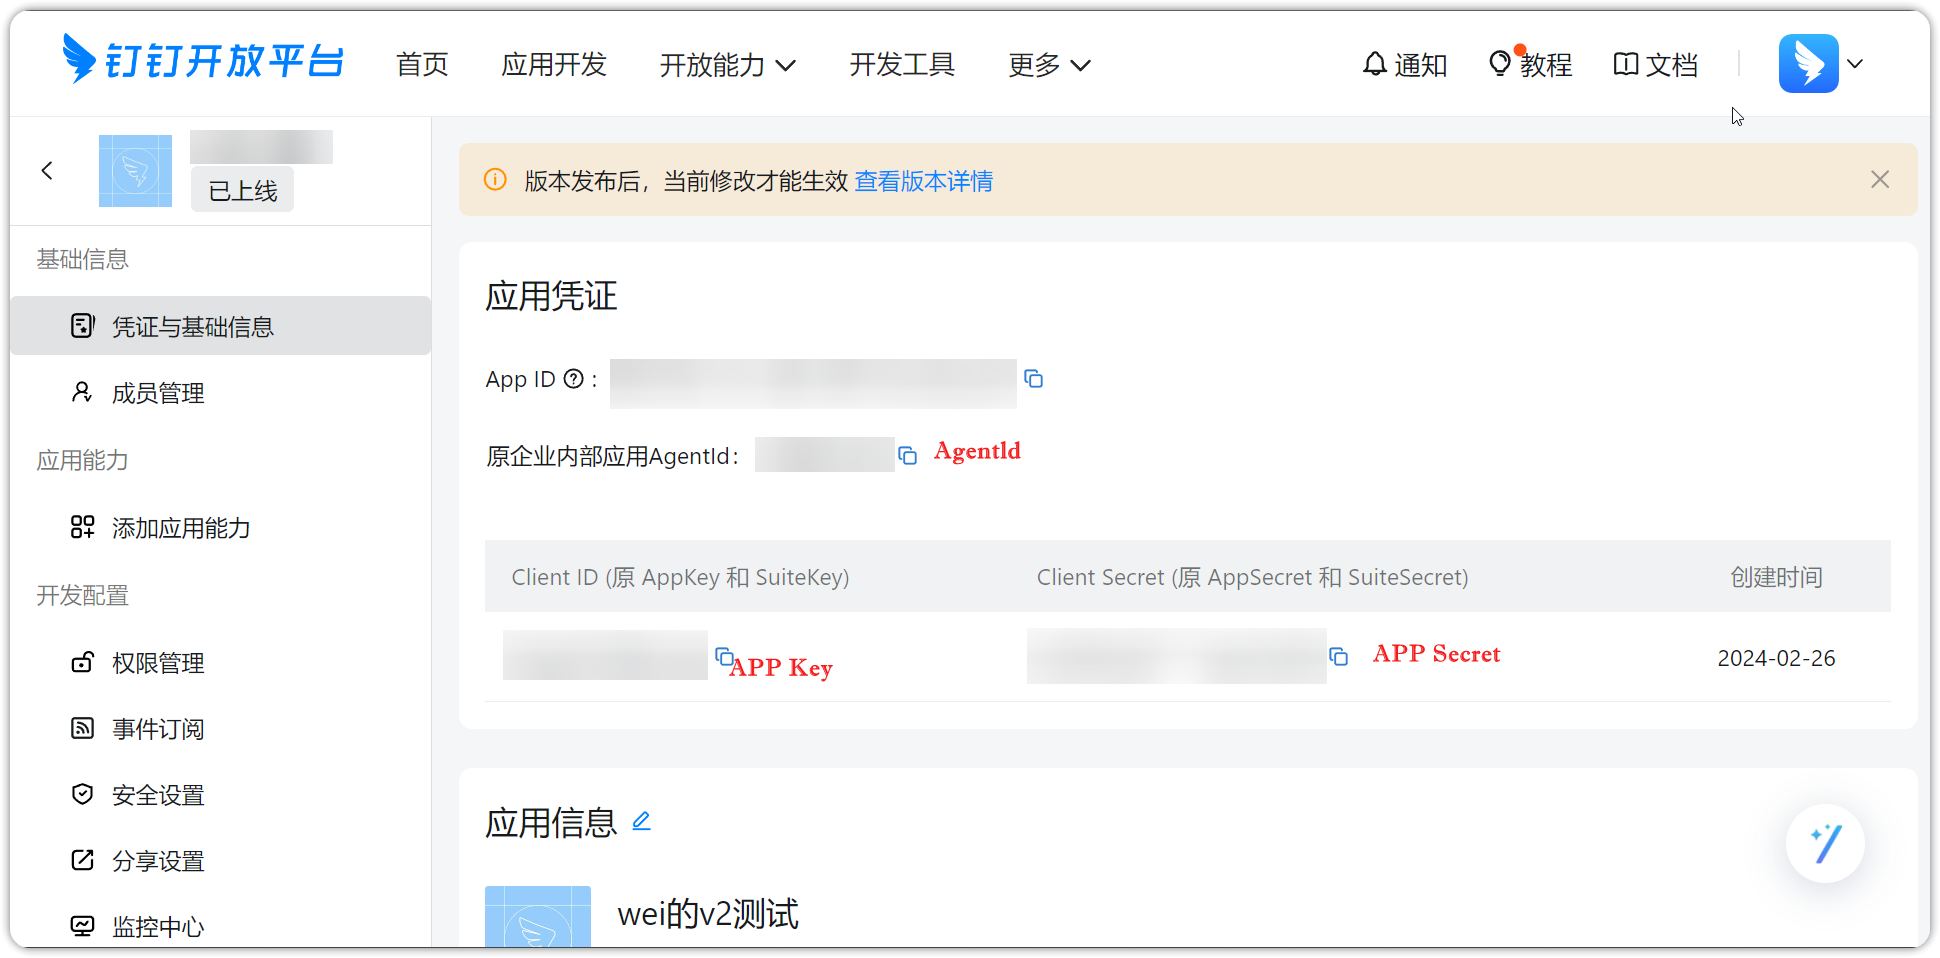 钉钉开放平台 首页 应用开发 开放能力 开发工具 更多 通知 教程 文档
已上线
版本发布后，当前修改才能生效 查看版本详情
基础信息
凭证与基础信息
成员管理
应用能力
添加应用能力
开发配置
权限管理
事件订阅
安全设置
分享设置
监控中心
应用凭证
App ID :
原企业内部应用AgentId： AgentId
Client ID (原 AppKey 和 SuiteKey) Client Secret (原 AppSecret 和 SuiteSecret) 创建时间
APP Key APP Secret 2024-02-26
应用信息
wei的v2测试